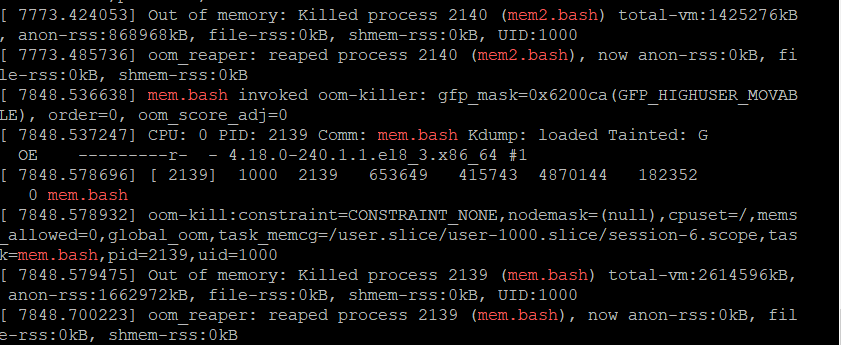 [ 7773.424053] Out of memory: Killed process 2140 (mem2.bash) total-vm:1425276kB
, anon-rss:868968kB, file-rss:0kB, shmem-rss:0kB, UID:1000
[ 7773.485736] oom_reaper: reaped process 2140 (mem2.bash), now anon-rss:0kB, fi
le-rss:0kB, shmem-rss:0kB
[ 7848.536638] mem.bash invoked oom-killer: gfp_mask=0x6200ca(GFP_HIGHUSER_MOVAB
LE), order=0, oom_score_adj=0
[ 7848.537247] CPU: 0 PID: 2139 Comm: mem.bash Kdump: loaded Tainted: G
  OE    ---------r-  - 4.18.0-240.1.1.el8_3.x86_64 #1
[ 7848.578696] [ 2139]  1000  2139   653649   415743  4870144   182352
   0 mem.bash
[ 7848.578932] oom-kill:constraint=CONSTRAINT_NONE,nodemask=(null),cpuset=/,mems
_allowed=0,global_oom,task_memcg=/user.slice/user-1000.slice/session-6.scope,tas
k=mem.bash,pid=2139,uid=1000
[ 7848.579475] Out of memory: Killed process 2139 (mem.bash) total-vm:2614596kB,
 anon-rss:1662972kB, file-rss:0kB, shmem-rss:0kB, UID:1000
[ 7848.700223] oom_reaper: reaped process 2139 (mem.bash), now anon-rss:0kB, fil
e-rss:0kB, shmem-rss:0kB